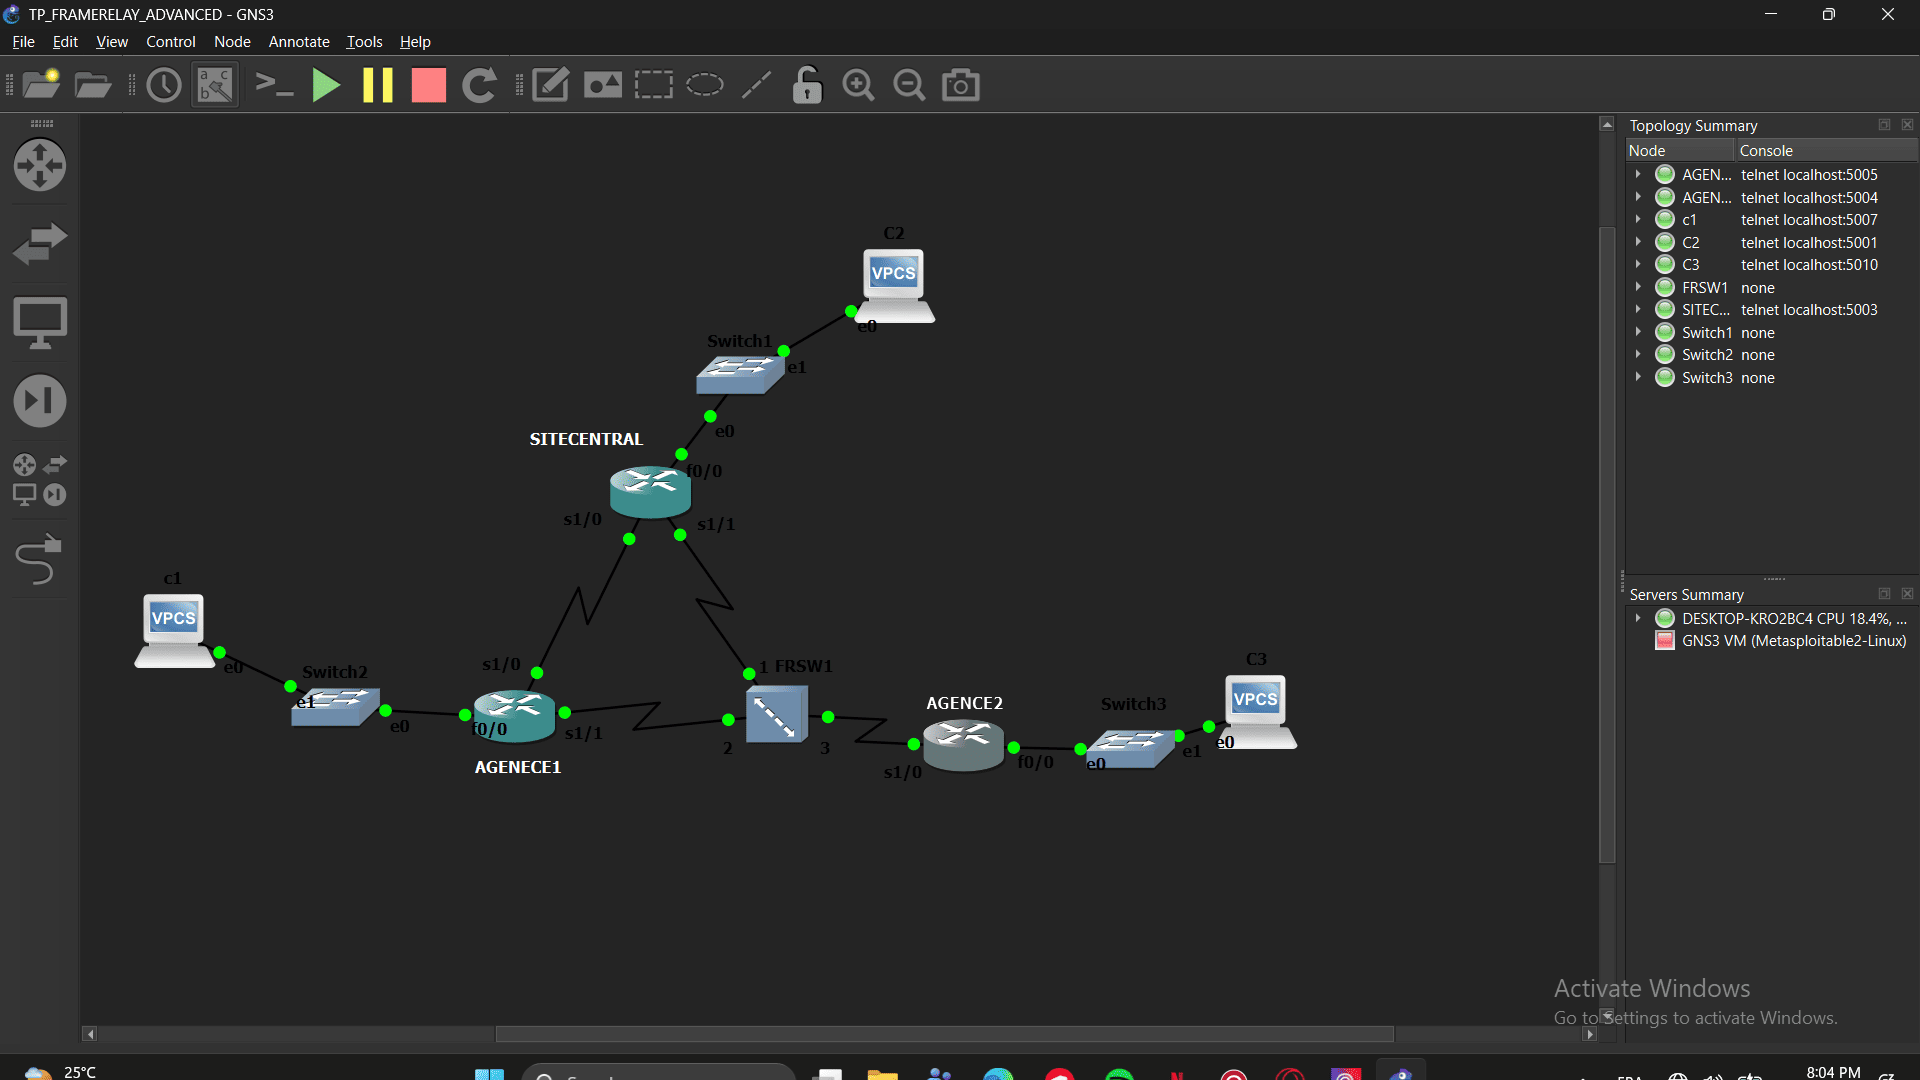 TP_FRAMERELAY_ADVANCED - GNS3
File Edit View Control Node Annotate Tools Help
Topology Summary
Node Console
AGEN... telnet localhost:5005
AGEN... telnet localhost:5004
c1 telnet localhost:5007
C2 telnet localhost:5001
C3 telnet localhost:5010
FRSW1 none
SITEC... telnet localhost:5003
Switch1 none
Switch2 none
Switch3 none
C2
VPCS
e0
Switch1
e1
e0
SITECENTRAL
f0/0
s1/0
s1/1
c1
VPCS
e0
Switch2
e1
e0
s1/0
f0/0
s1/1
AGENECE1
1 FRSW1
2
3
AGENCE2
s1/0
f0/0
Switch3
e0
e1
C3
VPCS
e0
Servers Summary
DESKTOP-KRO2BC4 CPU 18.4%, ...
GNS3 VM (Metasploitable2-Linux)
Activate Windows
Go to Settings to activate Windows.
25°C
8:04 PM